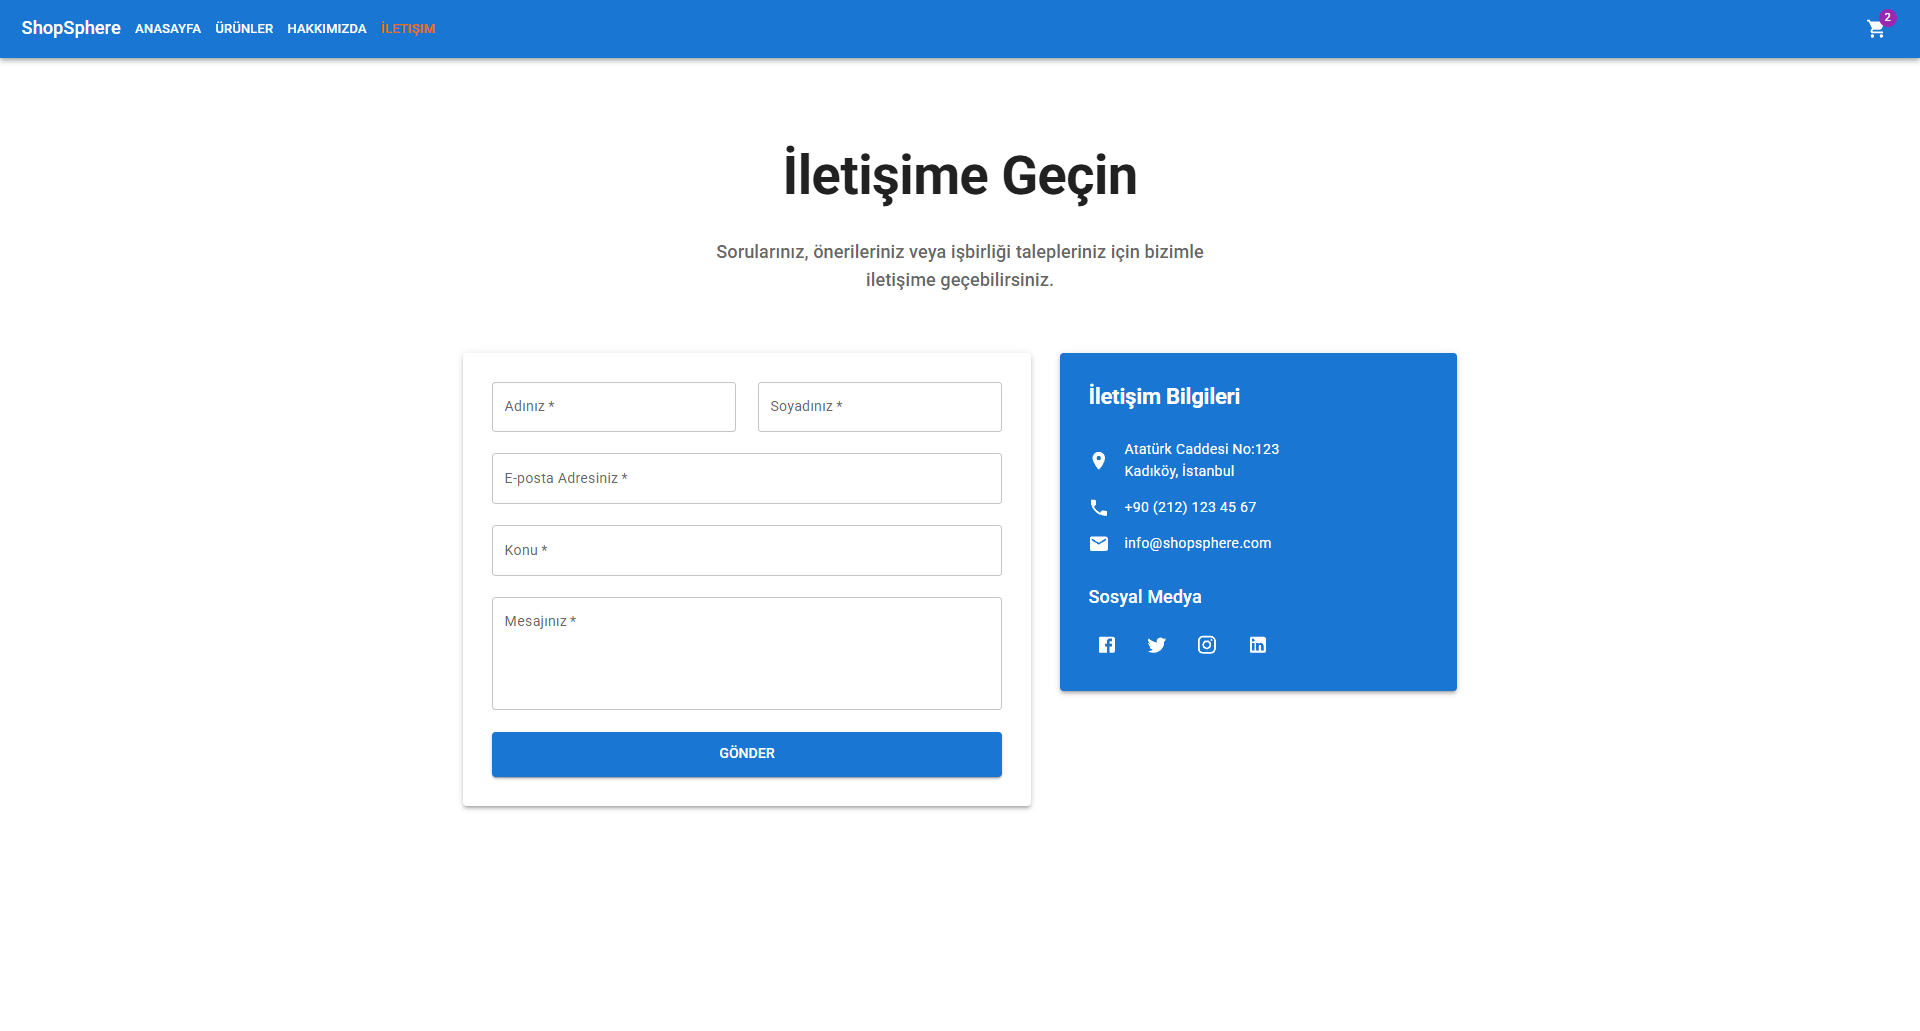 ShopSphere ANASAYFA ÜRÜNLER HAKKIMIZDA İLETİŞİM 2
İletişime Geçin
Sorularınız, önerileriniz veya işbirliği talepleriniz için bizimle
iletişime geçebilirsiniz.
Adınız * Soyadınız *
E-posta Adresiniz *
Konu *
Mesajınız *
GÖNDER
İletişim Bilgileri
Atatürk Caddesi No:123
Kadıköy, İstanbul
+90 (212) 123 45 67
info@shopsphere.com
Sosyal Medya